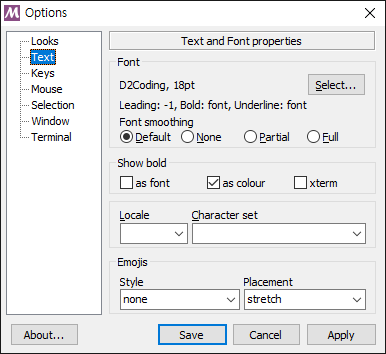 Options
Looks
Text
Keys
Mouse
Selection
Window
Terminal
Text and Font properties
Font
D2Coding, 18pt
Select...
Leading: -1, Bold: font, Underline: font
Font smoothing
Default None Partial Full
Show bold
as font as colour xterm
Locale Character set
Emojis
Style Placement
none stretch
About... Save Cancel Apply